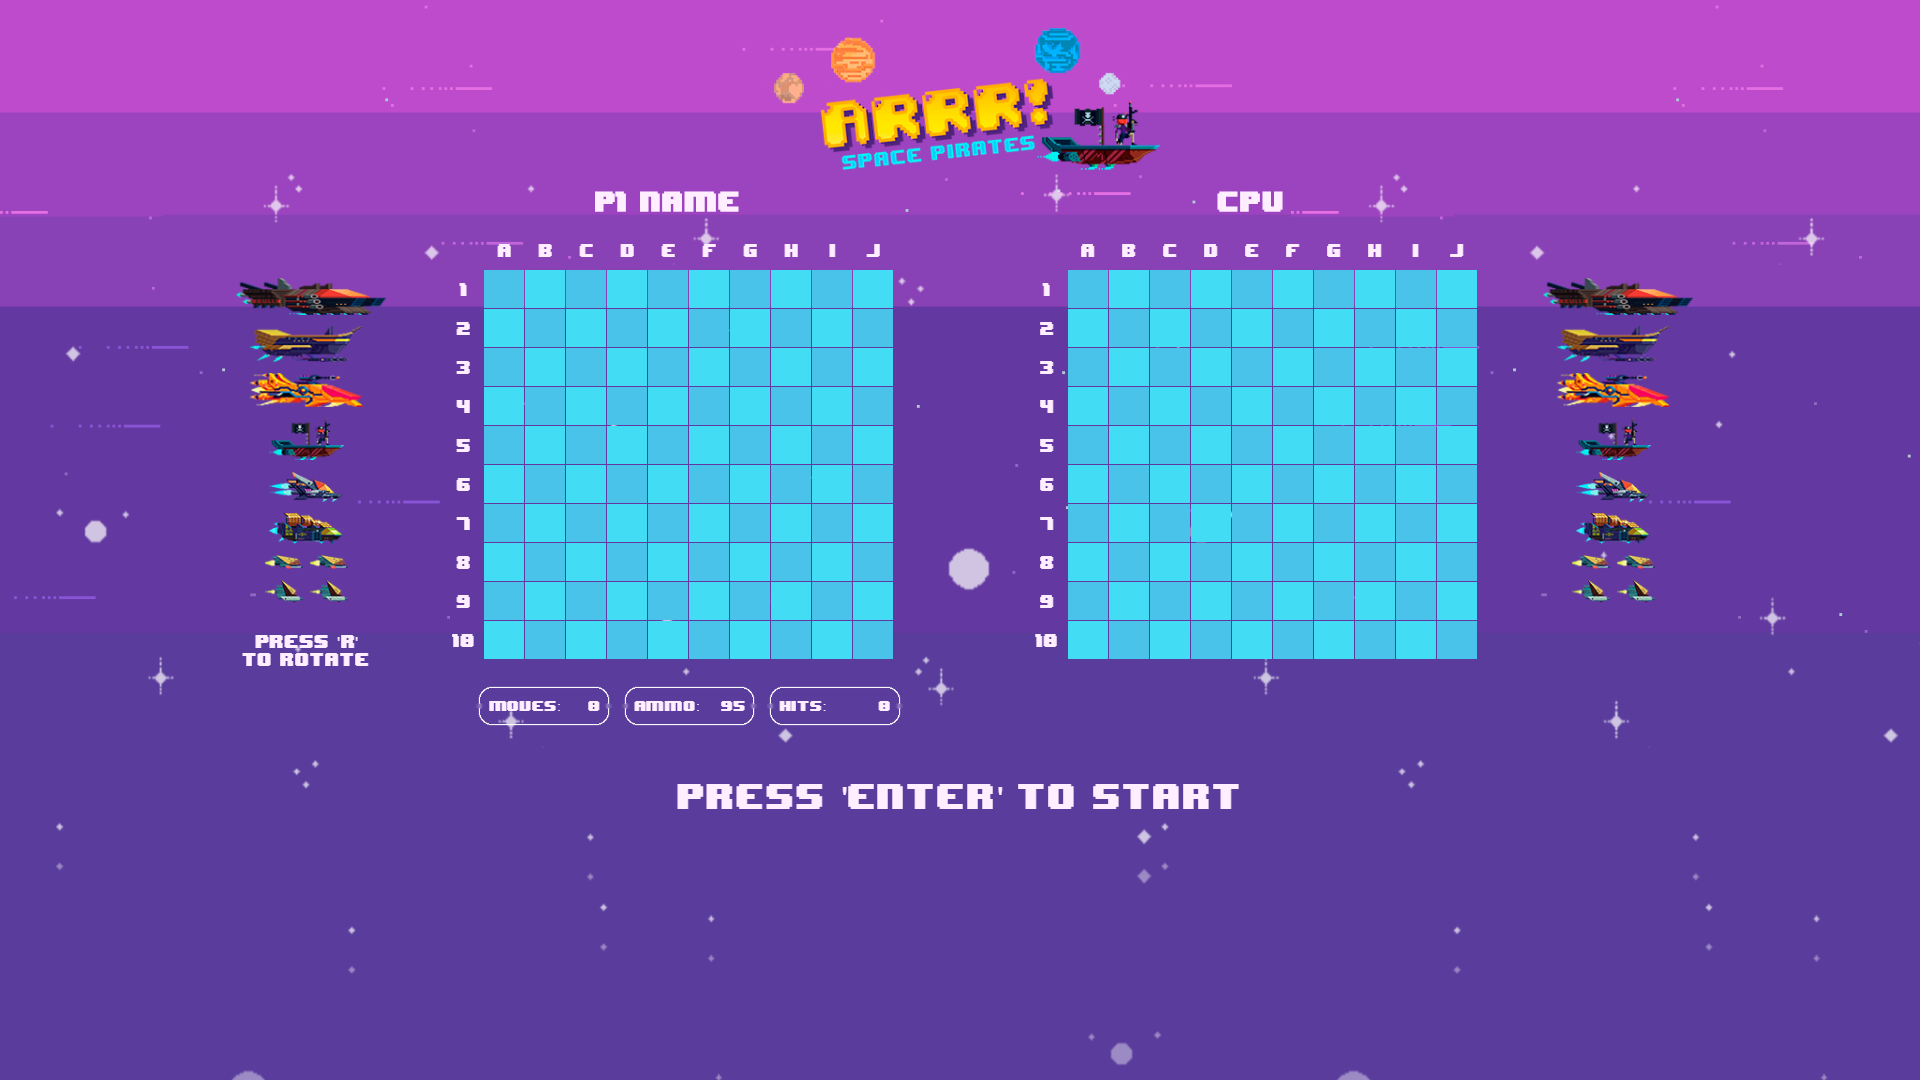 ARRR!
SPACE PIRATES
P1 NAME
CPU
A B C D E F G H I J
A B C D E F G H I J
1
2
3
4
5
6
7
8
9
10
1
2
3
4
5
6
7
8
9
10
PRESS 'R'
TO ROTATE
MOVES: 0
AMMO: 95
HITS: 0
PRESS 'ENTER' TO START